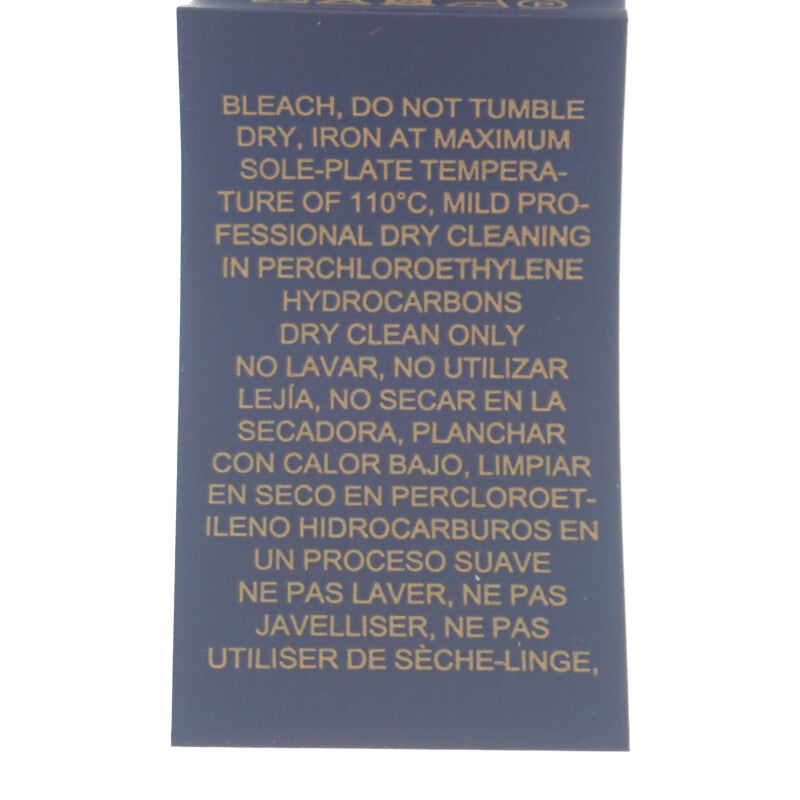 BLEACH, DO NOT TUMBLE
DRY, IRON AT MAXIMUM
SOLE-PLATE TEMPERA-
TURE OF 110°C, MILD PRO-
FESSIONAL DRY CLEANING
IN PERCHLOROETHYLENE
HYDROCARBONS
DRY CLEAN ONLY
NO LAVAR, NO UTILIZAR
LEJÍA, NO SECAR EN LA
SECADORA, PLANCHAR
CON CALOR BAJO, LIMPIAR
EN SECO EN PERCLOROET-
ILENO HIDROCARBUROS EN
UN PROCESO SUAVE
NE PAS LAVER, NE PAS
JAVELLISER, NE PAS
UTILISER DE SÈCHE-LINGE,